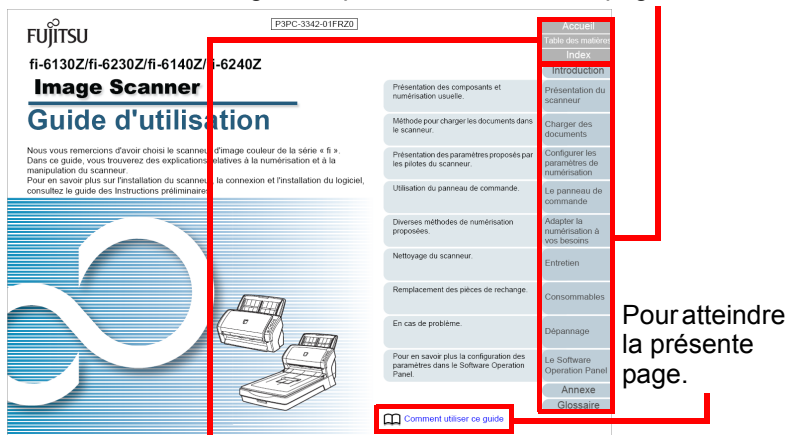 P3PC-3342-01FRZ0
FUJITSU
fi-6130Z/fi-6230Z/fi-6140Z/fi-6240Z
Image Scanner
Guide d'utilisation
Nous vous remercions d'avoir choisi le scanneur d'image couleur de la série « fi ».
Dans ce guide, vous trouverez des explications relatives à la numérisation et à la
manipulation du scanneur.
Pour en savoir plus sur l'installation du scanneur, la connexion et l'installation du logiciel,
consultez le guide des Instructions préliminaires.
Accueil
Table des matières
Index
Introduction
Présentation des composants et
numérisation usuelle.
Présentation du
scanneur
Méthode pour charger les documents dans
le scanneur.
Charger des
documents
Présentation des paramètres proposés par
les pilotes du scanneur.
Configurer les
paramètres de
numérisation
Utilisation du panneau de commande.
Le panneau de
commande
Diverses méthodes de numérisation
proposées.
Adapter la
numérisation à
vos besoins
Nettoyage du scanneur.
Entretien
Remplacement des pièces de rechange.
Consommables
En cas de problème.
Dépannage
Pour en savoir plus la configuration des
paramètres dans le Software Operation
Panel.
Le Software
Operation Panel
Annexe
Glossaire
Comment utiliser ce guide
Pour atteindre
la présente
page.